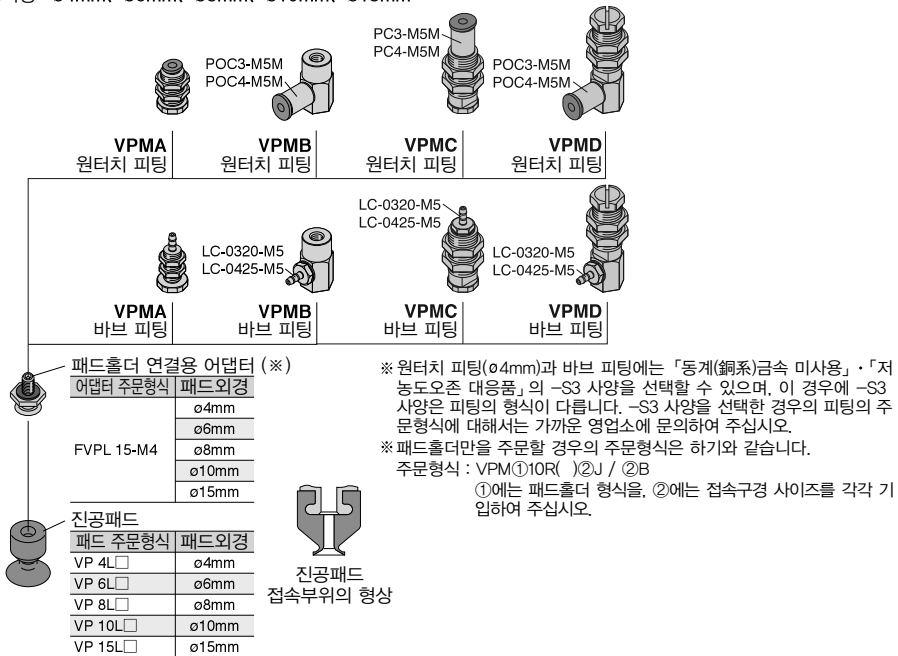 ø4mm, ø6mm, ø8mm, ø10mm, ø15mm
POC3-M5M
POC4-M5M
PC3-M5M
PC4-M5M
POC3-M5M
POC4-M5M
VPMA
원터치 피팅
VPMB
원터치 피팅
VPMC
원터치 피팅
VPMD
원터치 피팅
LC-0320-M5
LC-0425-M5
LC-0320-M5
LC-0425-M5
LC-0320-M5
LC-0425-M5
VPMA
바브 피팅
VPMB
바브 피팅
VPMC
바브 피팅
VPMD
바브 피팅
패드홀더 연결용 어댑터 (※)
어댑터 주문형식 패드외경
FVPL 15-M4
ø4mm
ø6mm
ø8mm
ø10mm
ø15mm
진공패드
패드 주문형식 패드외경
VP 4L□ ø4mm
VP 6L□ ø6mm
VP 8L□ ø8mm
VP 10L□ ø10mm
VP 15L□ ø15mm
진공패드
접속부위의 형상
※ 원터치 피팅(ø4mm)과 바브 피팅에는 「동계(銅系)금속 미사용」·「저
농도오존 대응품」의 –S3 사양을 선택할 수 있으며, 이 경우에 –S3
사양은 피팅의 형식이 다릅니다. –S3 사양을 선택한 경우의 피팅의 주
문형식에 대해서는 가까운 영업소에 문의하여 주십시오.
※ 패드홀더만을 주문할 경우의 주문형식은 하기와 같습니다.
주문형식 : VPM①10R( )②J / ②B
①에는 패드홀더 형식을, ②에는 접속구경 사이즈를 각각 기
입하여 주십시오.